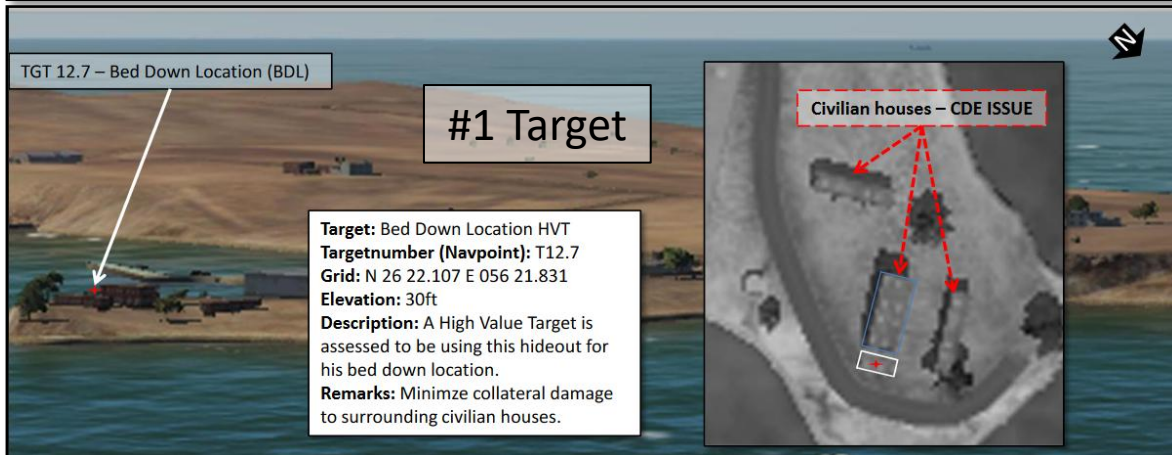 N
TGT 12.7 – Bed Down Location (BDL)
#1 Target
Civilian houses – CDE ISSUE
Target: Bed Down Location HVT
Targetnumber (Navpoint): T12.7
Grid: N 26 22.107 E 056 21.831
Elevation: 30ft
Description: A High Value Target is
assessed to be using this hideout for
his bed down location.
Remarks: Minimze collateral damage
to surrounding civilian houses.